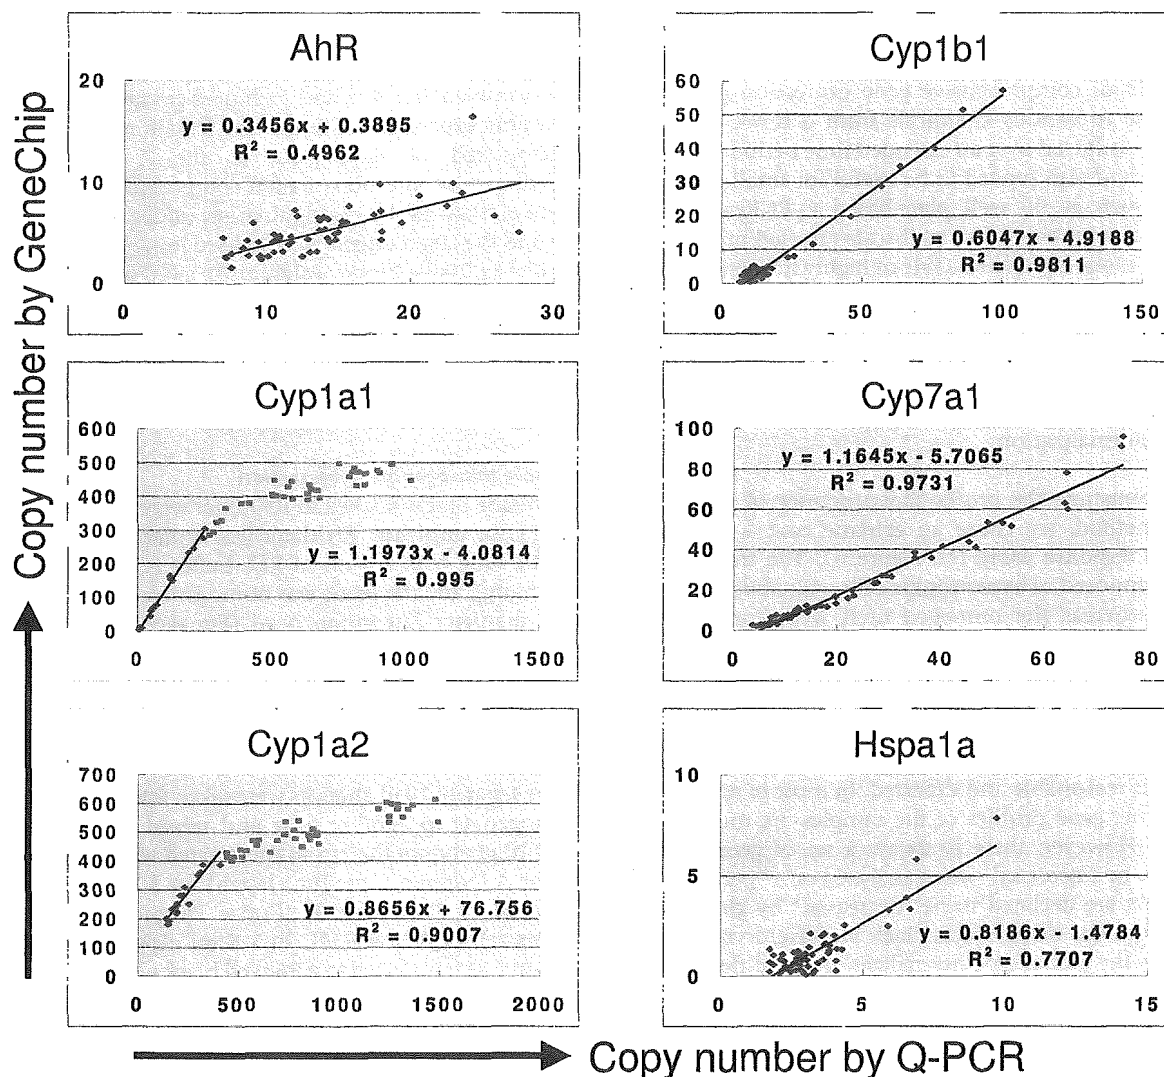 AhR
20
10
0
0 10 20 30
y = 0.3456x + 0.3895
R² = 0.4962
Cyp1b1
60
50
40
30
20
10
0
0 50 100 150
y = 0.6047x - 4.9188
R² = 0.9811
Cyp1a1
600
500
400
300
200
100
0
0 500 1000 1500
y = 1.1973x - 4.0814
R² = 0.995
Cyp7a1
100
80
60
40
20
0
0 20 40 60 80
y = 1.1645x - 5.7065
R² = 0.9731
Cyp1a2
700
600
500
400
300
200
100
0
0 500 1000 1500 2000
y = 0.8656x + 76.756
R² = 0.9007
Hspa1a
10
5
0
0 5 10 15
y = 0.8186x - 1.4784
R² = 0.7707
Copy number by GeneChip
Copy number by Q-PCR